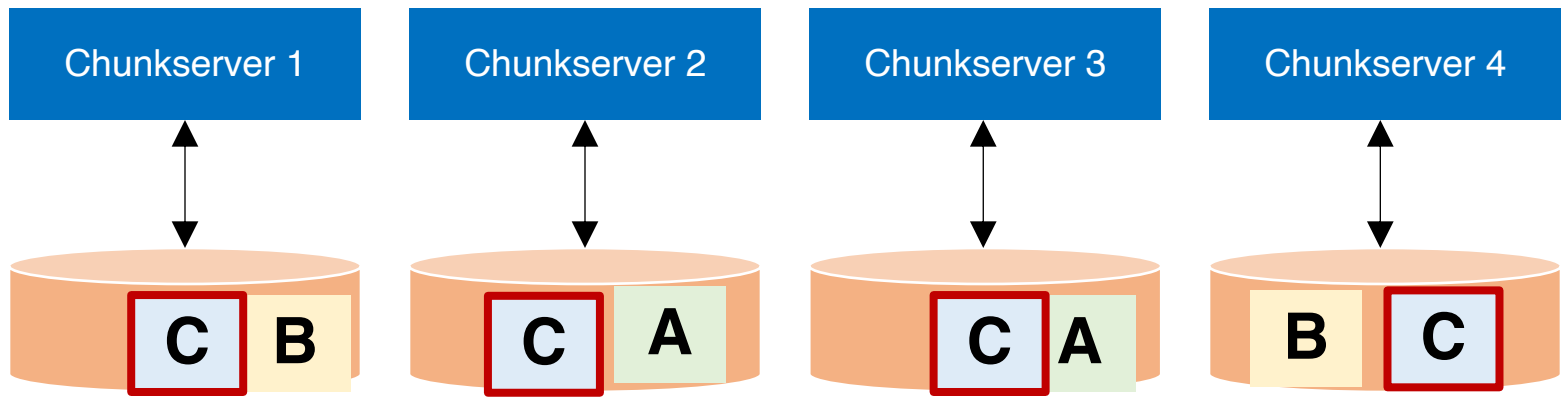 Chunkserver 1
Chunkserver 2
Chunkserver 3
Chunkserver 4
C B
C A
C A
B C